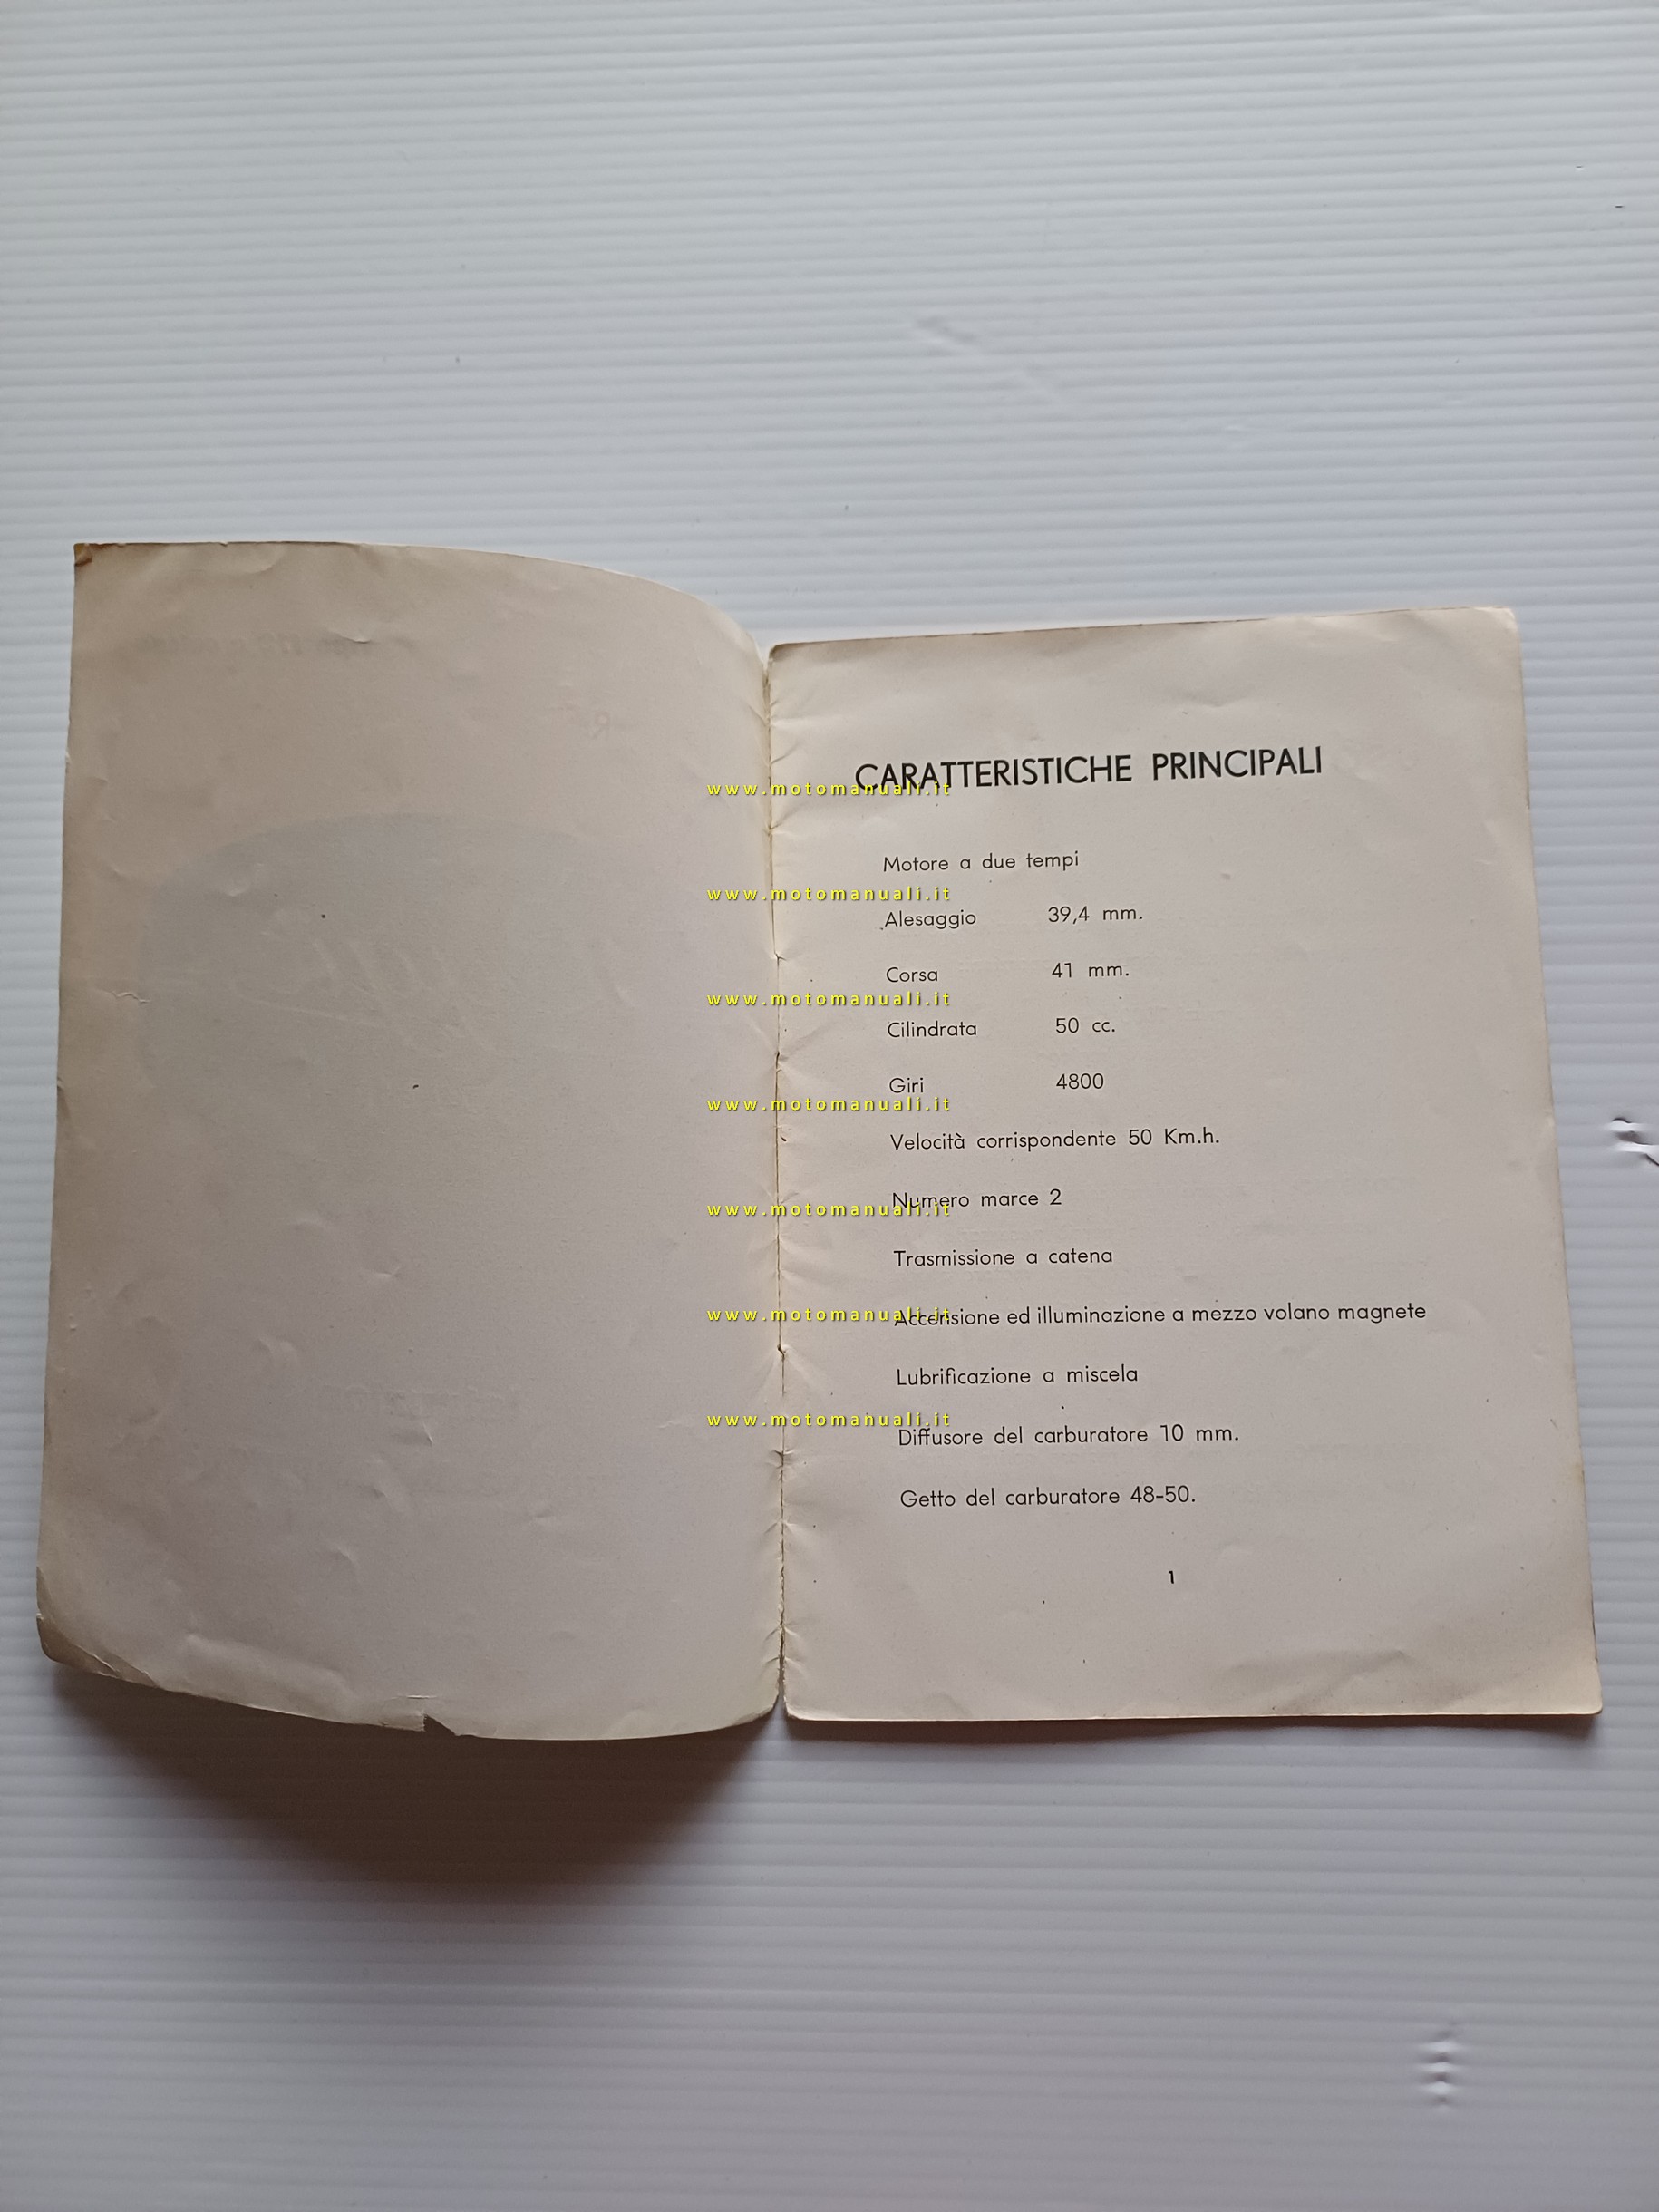 CARATTERISTICHE PRINCIPALI
www.motomanuali.it
Motore a due tempi
www.motomanuali.it
Alesaggio 39,4 mm.
Corsa 41 mm.
www.motomanuali.it
Cilindrata 50 cc.
Giri 4800
www.motomanuali.it
Velocità corrispondente 50 Km.h.
Numero marce 2
www.motomanuali.it
Trasmissione a catena
Accensione ed illuminazione a mezzo volano magnete
www.motomanuali.it
Lubrificazione a miscela
www.motomanuali.it
Diffusore del carburatore 10 mm.
Getto del carburatore 48-50.
1